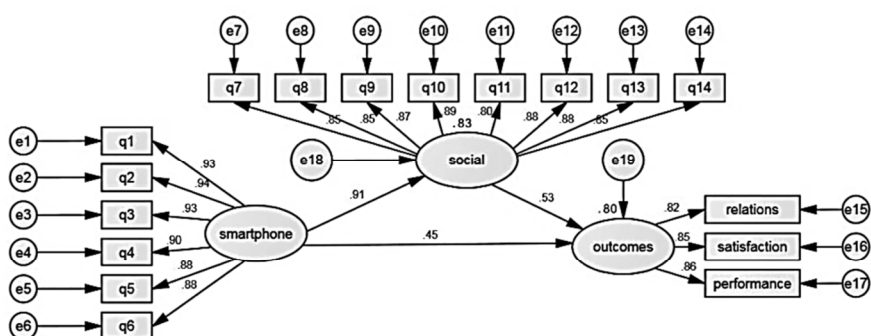 e7 e8 e9 e10 e11 e12 e13 e14
q7 q8 q9 q10 q11 q12 q13 q14
.85 .85 .87 .89 .80 .88 .88 .85
.83
e1 q1
e18 social e19
e2 q2 .93
.94
e3 q3 .93
.91 .53
.80 .82 relations e15
smartphone
e4 q4 .90 .45 outcomes .85 satisfaction e16
.88 .86
e5 q5 .88 performance e17
e6 q6